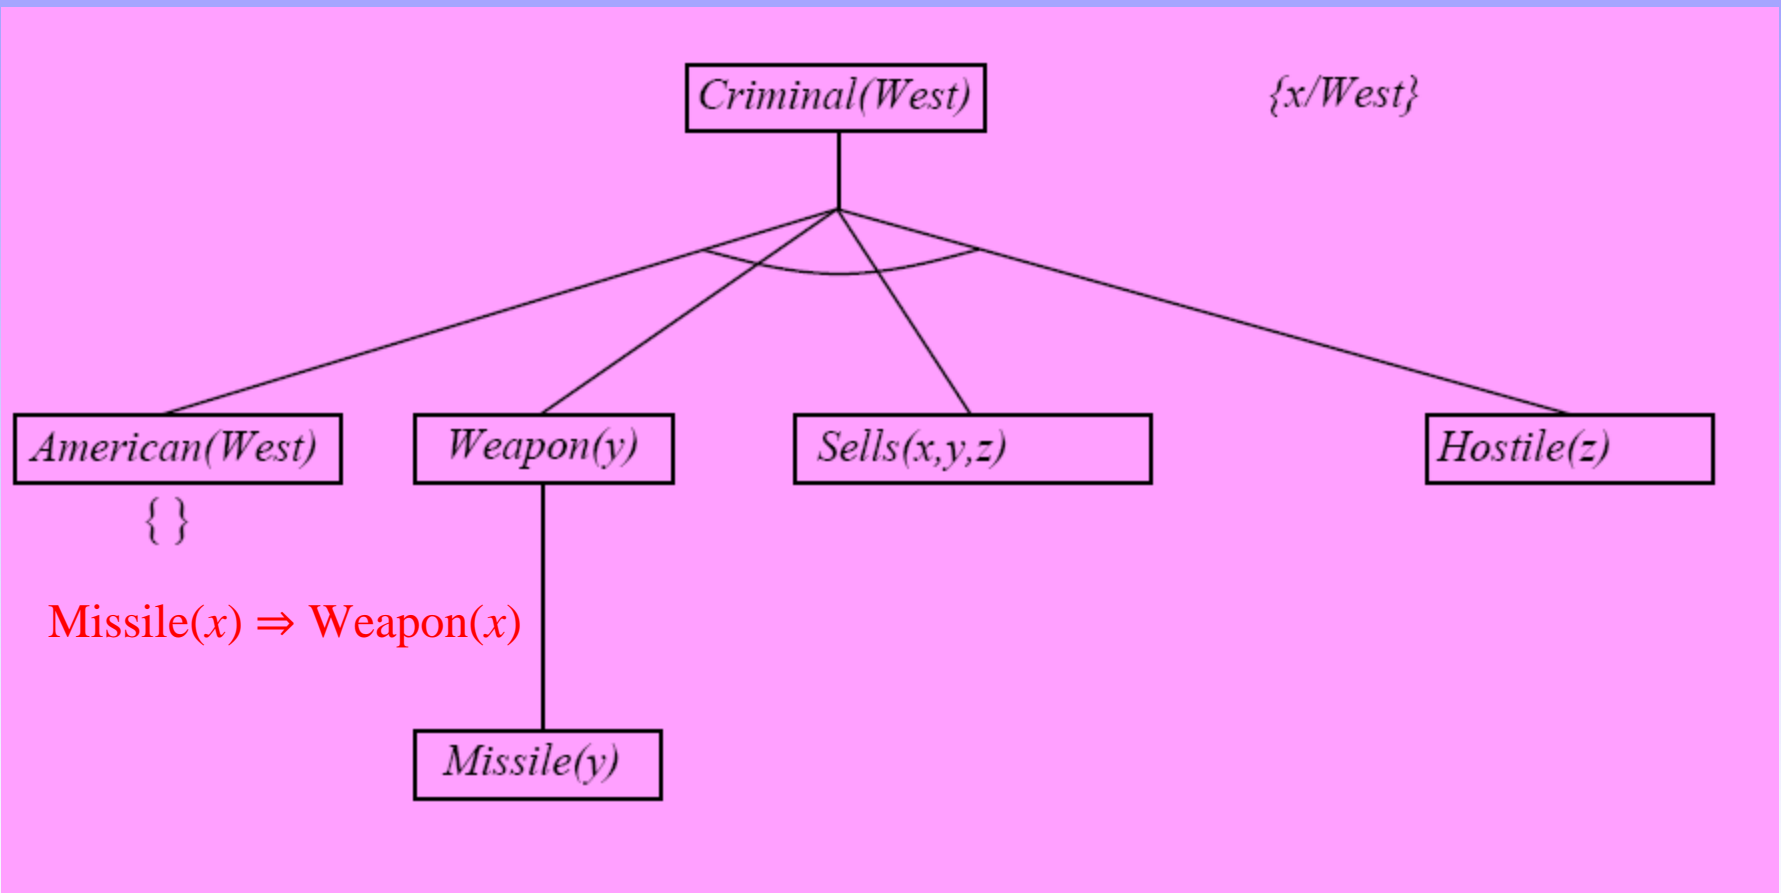 Criminal(West)
{x/West}
American(West)
Weapon(y)
Sells(x,y,z)
Hostile(z)
{ }
Missile(x) ⇒ Weapon(x)
Missile(y)